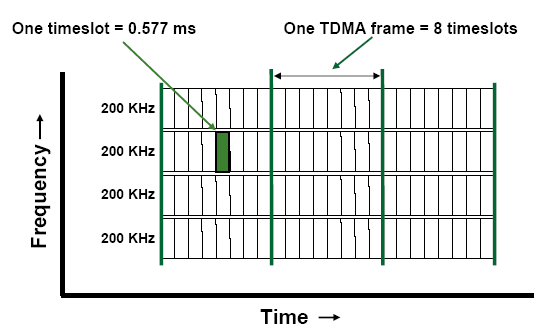 One timeslot = 0.577 ms
One TDMA frame = 8 timeslots
200 KHz
200 KHz
200 KHz
200 KHz
Frequency →
Time →